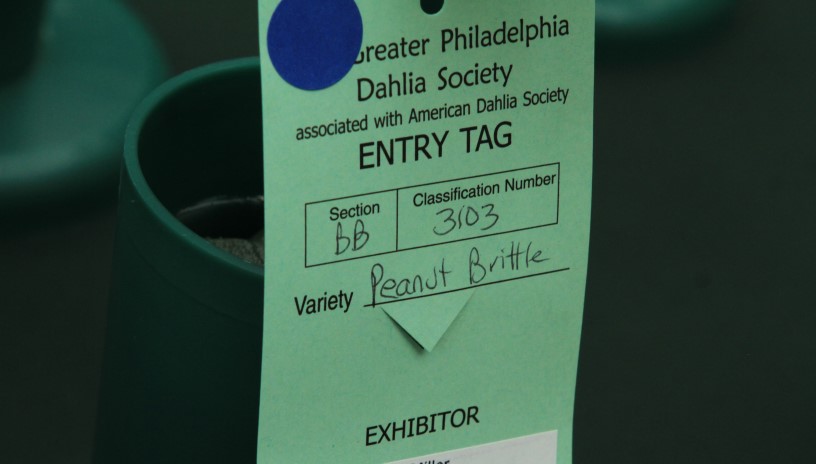 Greater Philadelphia
Dahlia Society
associated with American Dahlia Society
ENTRY TAG
Section
Classification Number
BB
3103
Variety Peanut Brittle
EXHIBITOR